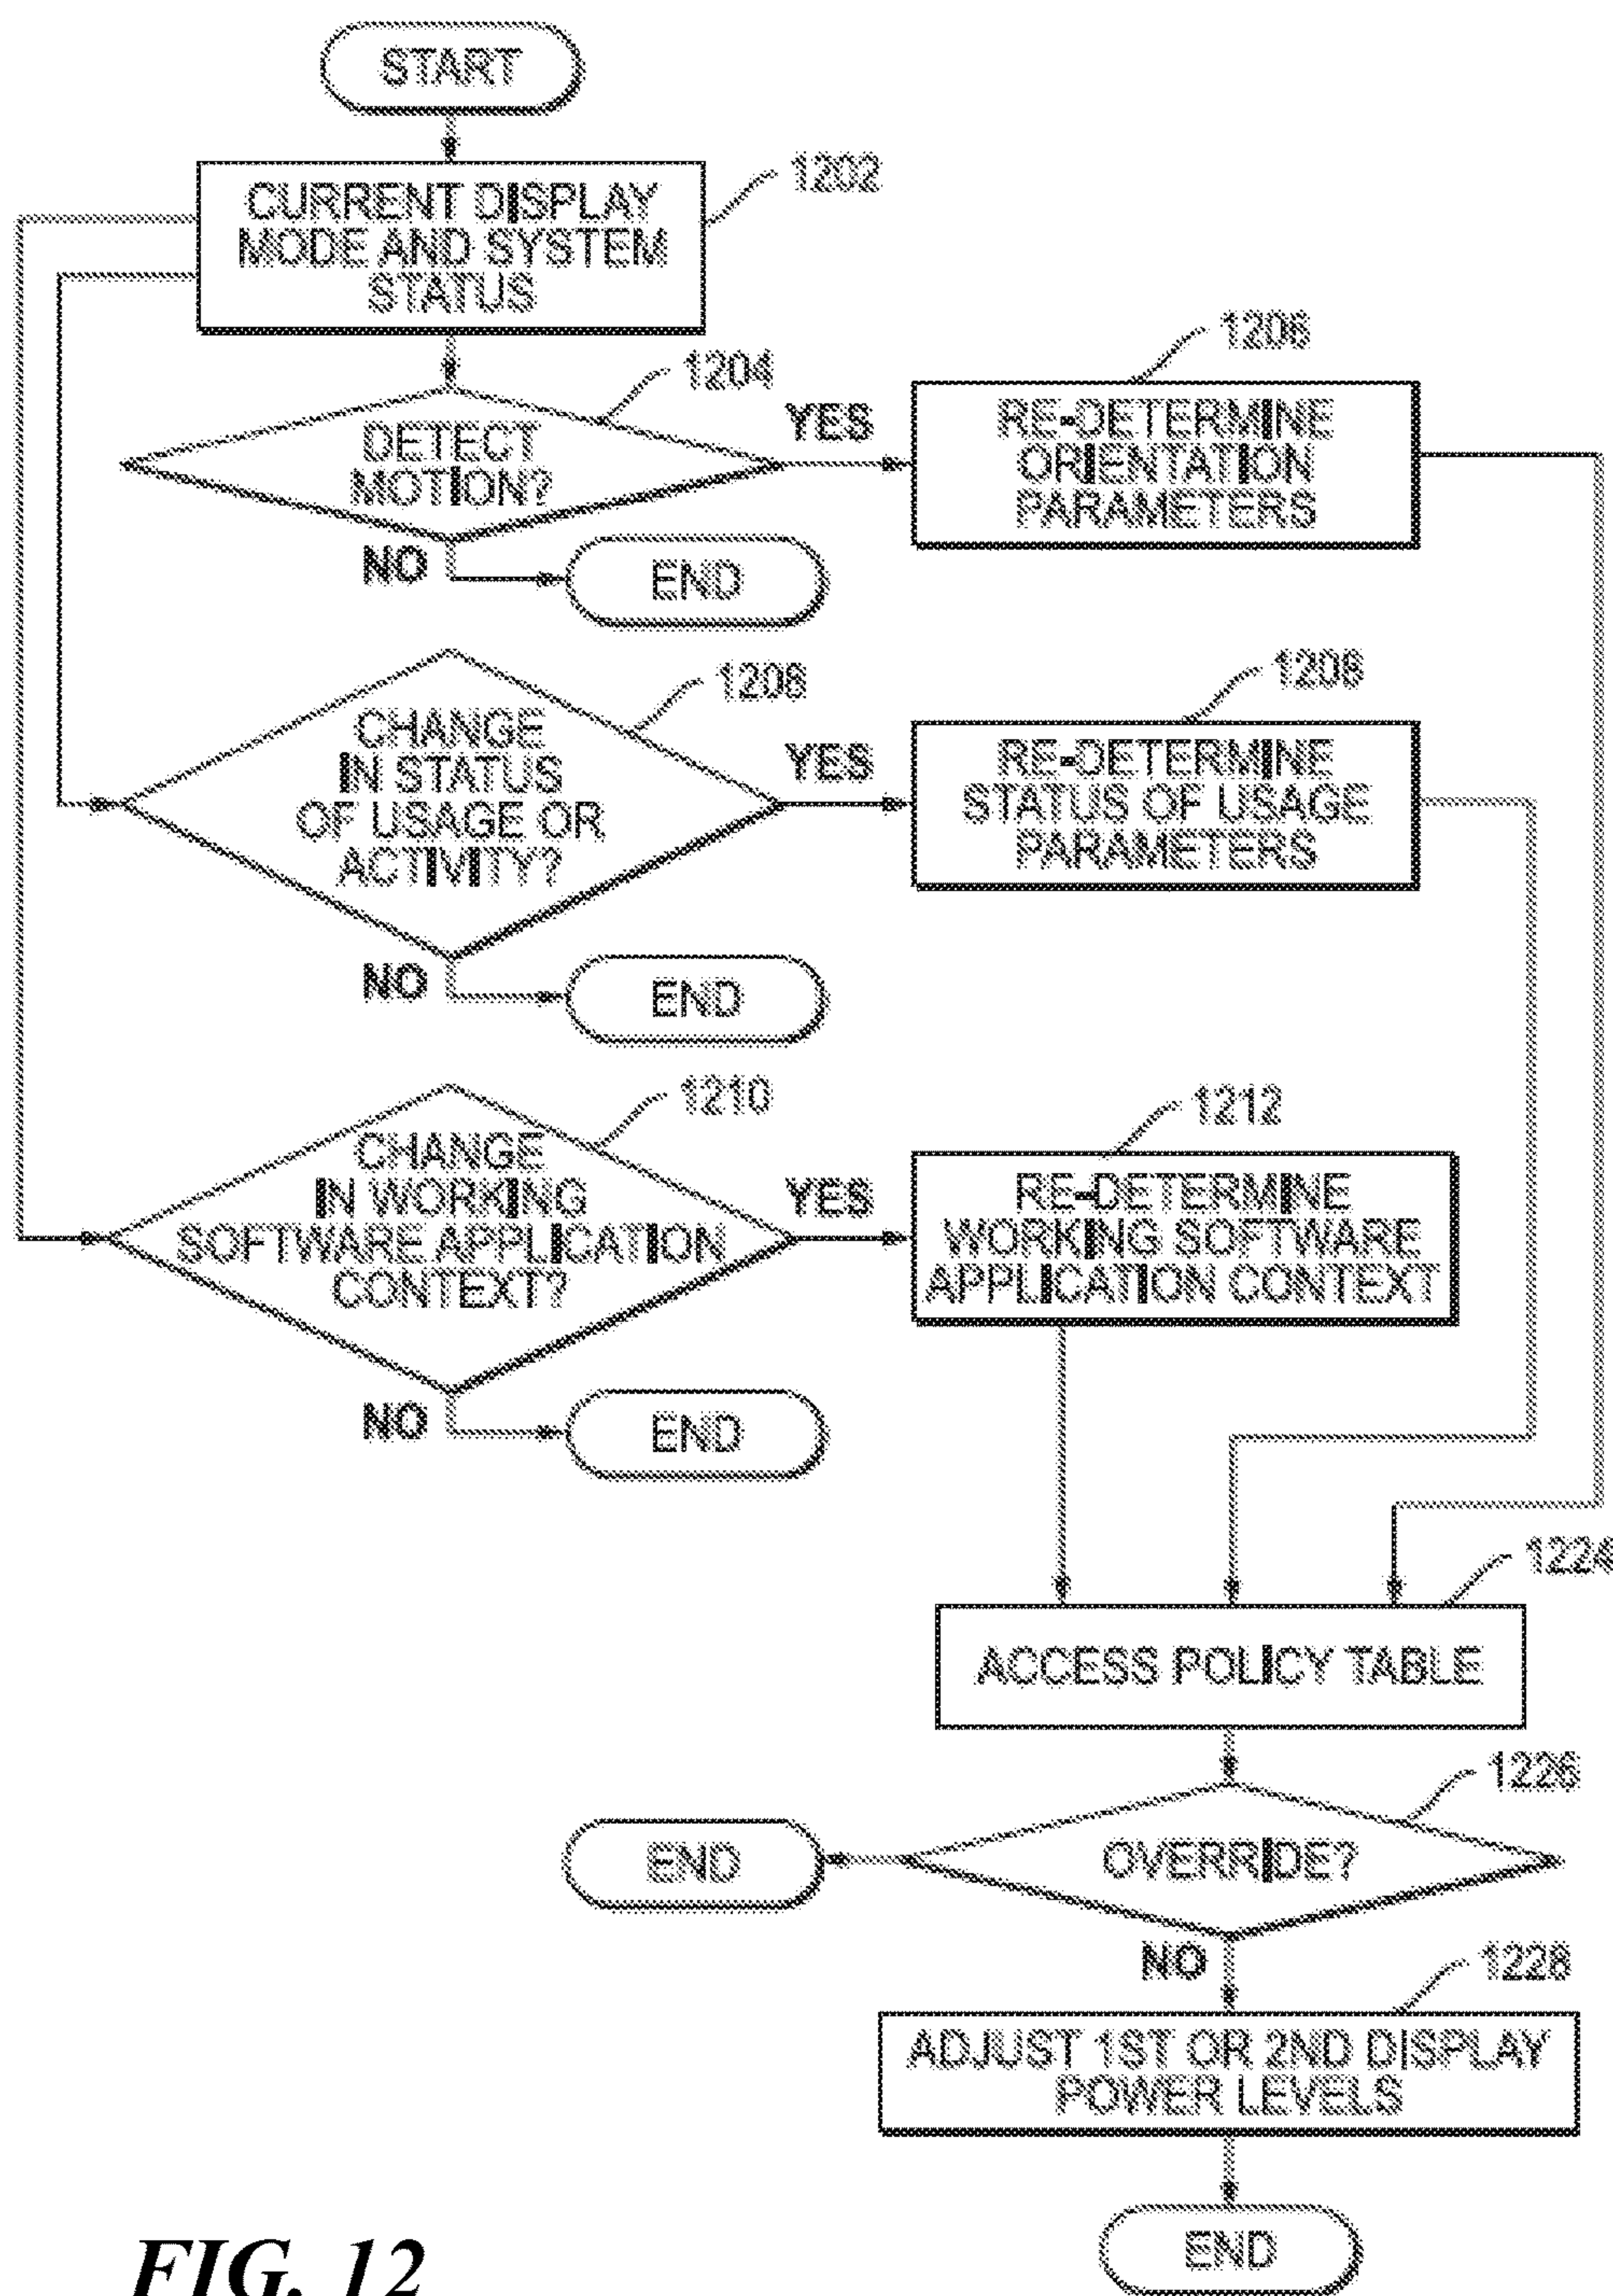 START
1202
CURRENT DISPLAY
MODE AND SYSTEM
STATUS
1204
DETECT
MOTION?
YES
1206
RE-DETERMINE
ORIENTATION
PARAMETERS
NO
END
1208
CHANGE
IN STATUS
OF USAGE OR
ACTIVITY?
YES
1208
RE-DETERMINE
STATUS OF USAGE
PARAMETERS
NO
END
1210
CHANGE
IN WORKING
SOFTWARE APPLICATION
CONTEXT?
YES
1212
RE-DETERMINE
WORKING SOFTWARE
APPLICATION CONTEXT
NO
END
1224
ACCESS POLICY TABLE
1226
OVERRIDE?
END
NO
1228
ADJUST 1ST OR 2ND DISPLAY
POWER LEVELS
END
FIG. 12